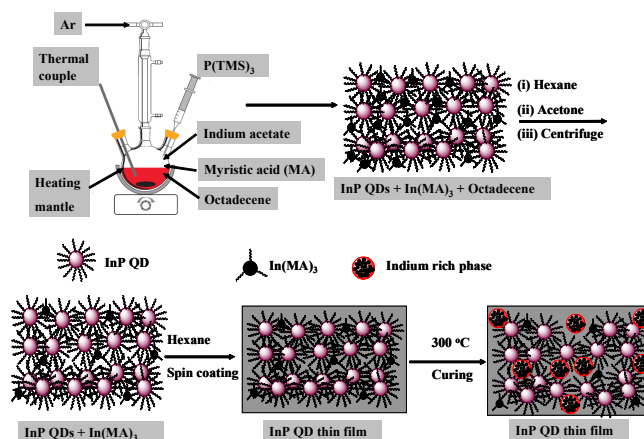 Ar
Thermal
couple
P(TMS)3
Indium acetate
Myristic acid (MA)
Octadecene
Heating
mantle
(i) Hexane
(ii) Acetone
(iii) Centrifuge
InP QDs + In(MA)3 + Octadecene
InP QD
In(MA)3
Indium rich phase
Hexane
Spin coating
300 °C
Curing
InP QDs + In(MA)3
InP QD thin film
InP QD thin film